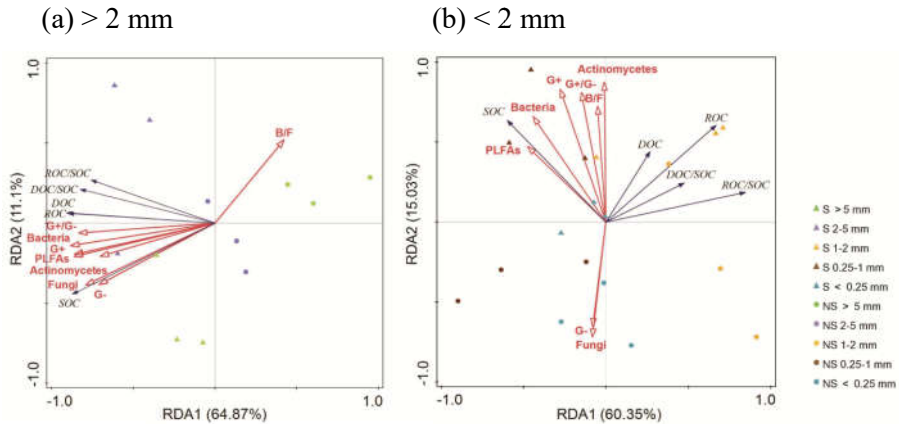 (a) > 2 mm
(b) < 2 mm
1.0
B/F
ROC/SOC
DOC/SOC
DOC
ROC
G+/G-
Bacteria
G+
PLFAs
Actinomycetes
Fungi
G-
SOC
RDA2 (11.1%)
-1.0
-1.0
RDA1 (64.87%)
1.0
1.0
Actinomycetes
G+
G+/G-
B/F
Bacteria
SOC
ROC
PLFAs
DOC
DOC/SOC
ROC/SOC
G-
Fungi
RDA2 (15.03%)
-1.0
-1.0
RDA1 (60.35%)
1.0
S > 5 mm
S 2-5 mm
S 1-2 mm
S 0.25-1 mm
S < 0.25 mm
NS > 5 mm
NS 2-5 mm
NS 1-2 mm
NS 0.25-1 mm
NS < 0.25 mm